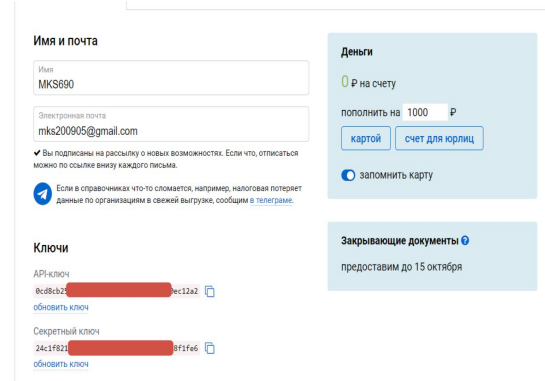 Имя и почта
Имя
MKS690
Электронная почта
mks200905@gmail.com
✔ Вы подписаны на рассылку о новых возможностях. Если что, отписаться
можно по ссылке внизу каждого письма.
Если в справочниках что-то сломается, например, налоговая потеряет
данные по организациям в свежей выгрузке, сообщим в телеграме.
Ключи
API-ключ
0cd8cb25 9ec12a2
обновить ключ
Секретный ключ
24c1f821 8f1fe6
обновить ключ
Деньги
0 ₽ на счету
пополнить на 1000 ₽
картой счет для юрлиц
запомнить карту
Закрывающие документы ?
предоставим до 15 октября